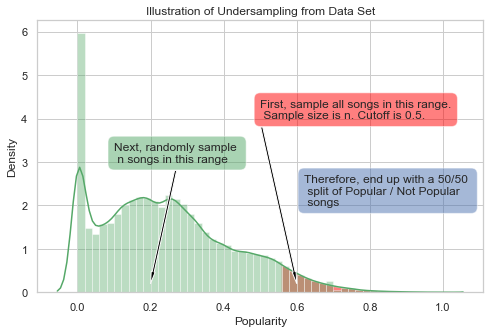 Illustration of Undersampling from Data Set
6
5
4
3
2
1
0
Density
First, sample all songs in this range.
Sample size is n. Cutoff is 0.5.
Next, randomly sample
n songs in this range
Therefore, end up with a 50/50
split of Popular / Not Popular
songs
0.0 0.2 0.4 0.6 0.8 1.0
Popularity